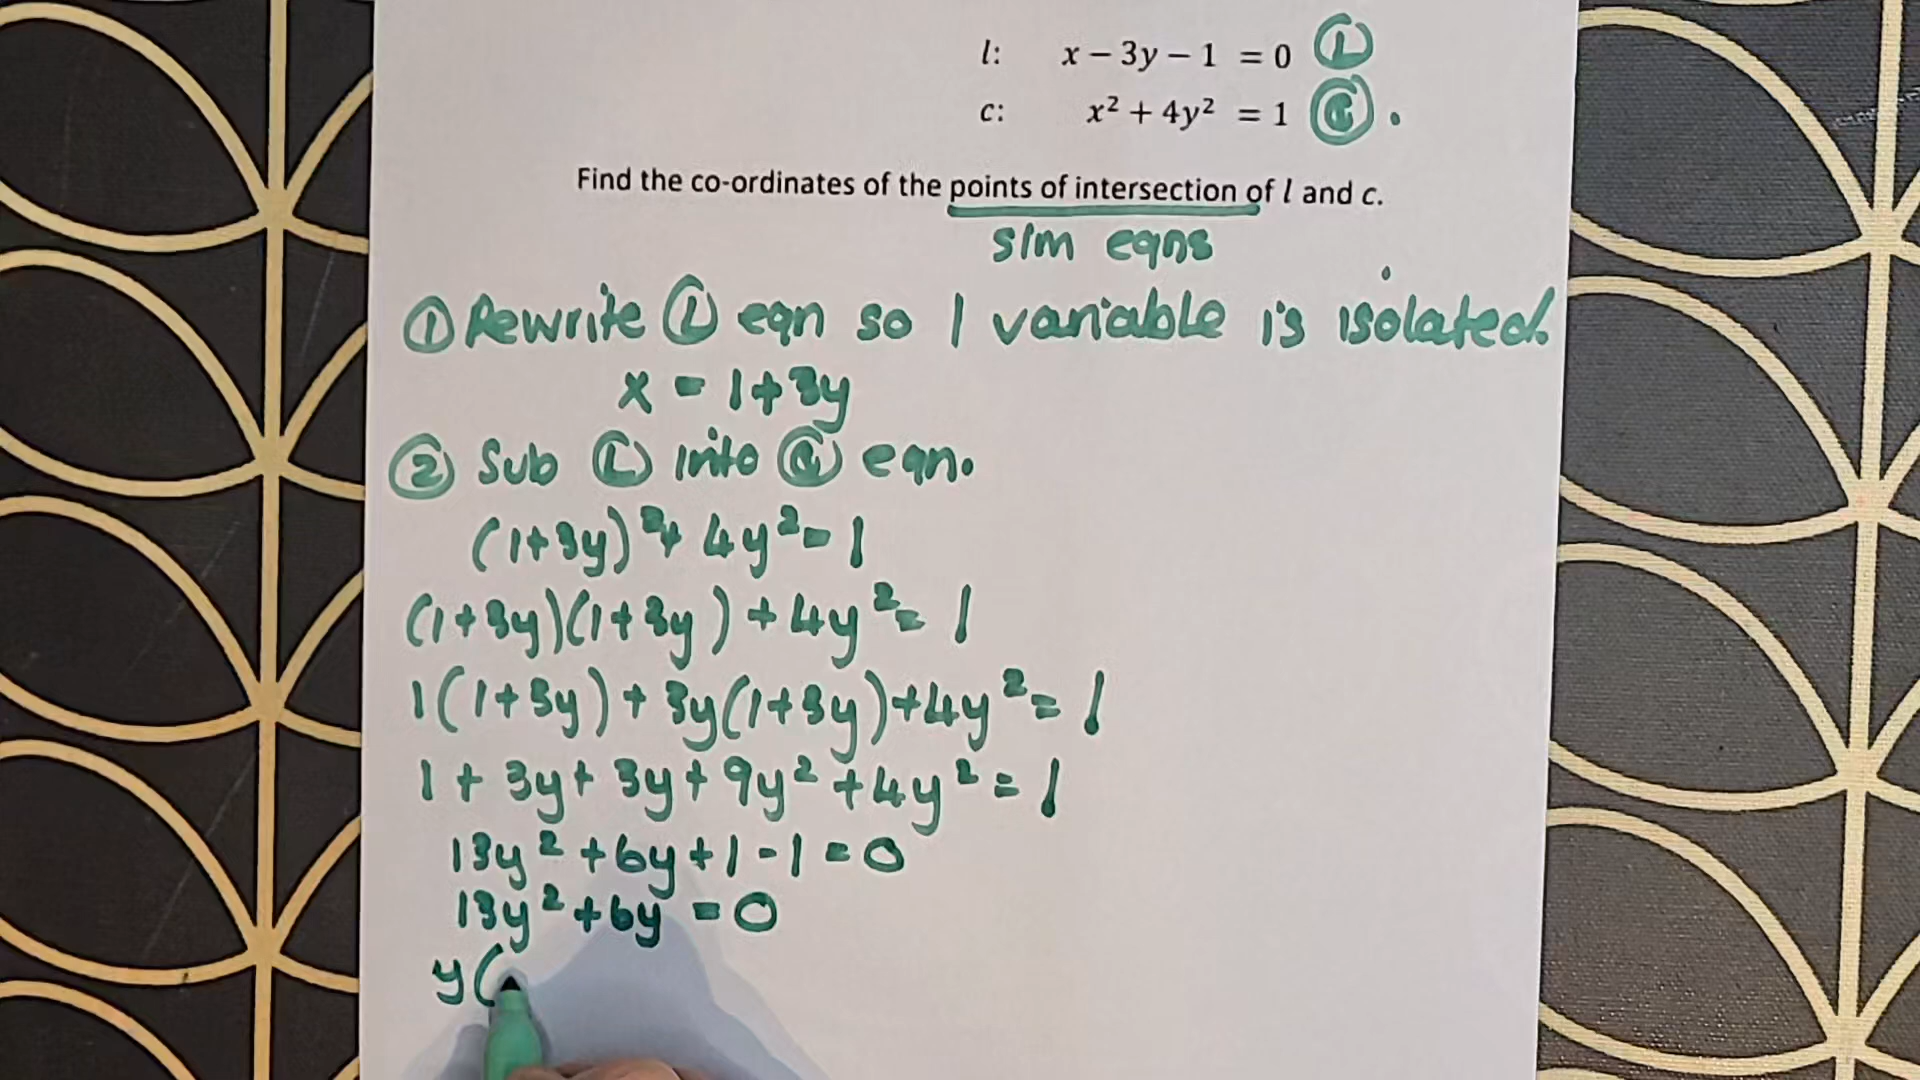 l: x − 3y − 1 = 0 Ⓛ
c: x² + 4y² = 1 Ⓒ.
Find the co-ordinates of the points of intersection of l and c.
sim eqns
① Rewrite Ⓛ eqn so 1 variable is isolated.
x = 1+3y
② Sub Ⓛ into Ⓒ eqn.
(1+3y)²+ 4y² = 1
(1+3y)(1+3y) + 4y² = 1
1(1+3y) + 3y(1+3y)+4y² = 1
1 + 3y + 3y + 9y² + 4y² = 1
13y² + 6y + 1 - 1 = 0
13y² + 6y = 0
y(